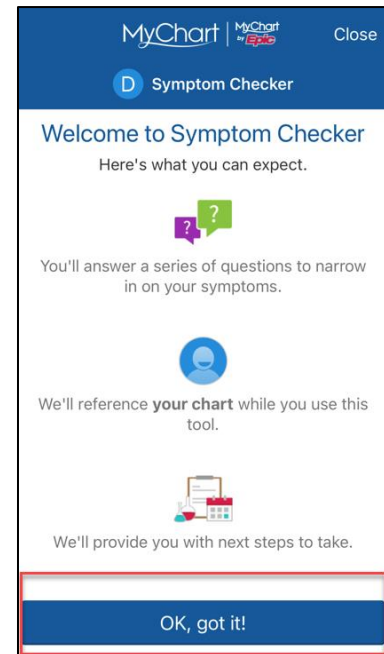 MyChart | MyChart by Epic Close
D Symptom Checker
Welcome to Symptom Checker
Here's what you can expect.
? ?
You'll answer a series of questions to narrow
in on your symptoms.
We'll reference your chart while you use this
tool.
We'll provide you with next steps to take.
OK, got it!